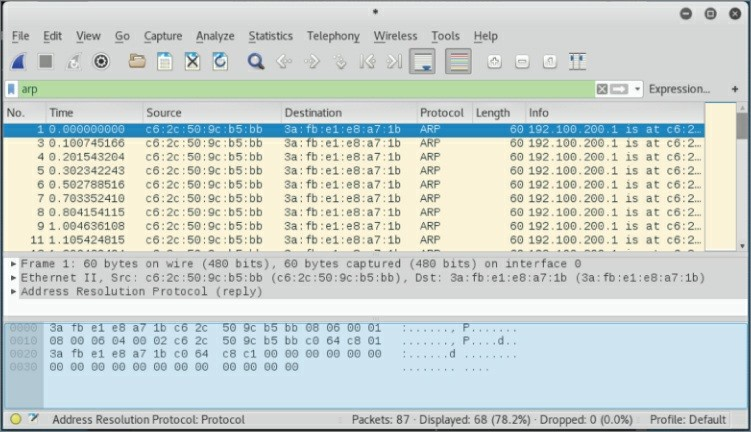 *
File Edit View Go Capture Analyze Statistics Telephony Wireless Tools Help
arp Expression... +
No. Time Source Destination Protocol Length Info
1 0.000000000 c6:2c:50:9c:b5:bb 3a:fb:e1:e8:a7:1b ARP 60 192.100.200.1 is at c6:2…
3 0.100745166 c6:2c:50:9c:b5:bb 3a:fb:e1:e8:a7:1b ARP 60 192.100.200.1 is at c6:2…
4 0.201543204 c6:2c:50:9c:b5:bb 3a:fb:e1:e8:a7:1b ARP 60 192.100.200.1 is at c6:2…
5 0.302342243 c6:2c:50:9c:b5:bb 3a:fb:e1:e8:a7:1b ARP 60 192.100.200.1 is at c6:2…
6 0.502788516 c6:2c:50:9c:b5:bb 3a:fb:e1:e8:a7:1b ARP 60 192.100.200.1 is at c6:2…
7 0.703352410 c6:2c:50:9c:b5:bb 3a:fb:e1:e8:a7:1b ARP 60 192.100.200.1 is at c6:2…
8 0.804154115 c6:2c:50:9c:b5:bb 3a:fb:e1:e8:a7:1b ARP 60 192.100.200.1 is at c6:2…
9 1.004636108 c6:2c:50:9c:b5:bb 3a:fb:e1:e8:a7:1b ARP 60 192.100.200.1 is at c6:2…
11 1.105424815 c6:2c:50:9c:b5:bb 3a:fb:e1:e8:a7:1b ARP 60 192.100.200.1 is at c6:2…
Frame 1: 60 bytes on wire (480 bits), 60 bytes captured (480 bits) on interface 0
Ethernet II, Src: c6:2c:50:9c:b5:bb (c6:2c:50:9c:b5:bb), Dst: 3a:fb:e1:e8:a7:1b (3a:fb:e1:e8:a7:1b)
Address Resolution Protocol (reply)
0000 3a fb e1 e8 a7 1b c6 2c 50 9c b5 bb 08 06 00 01 :......, P.......
0010 08 00 06 04 00 02 c6 2c 50 9c b5 bb c0 64 c8 01 ......., P....d..
0020 3a fb e1 e8 a7 1b c0 64 c8 c1 00 00 00 00 00 00 :......d ........
0030 00 00 00 00 00 00 00 00 00 00 00 00 ........ ....
Address Resolution Protocol: Protocol Packets: 87 · Displayed: 68 (78.2%) · Dropped: 0 (0.0%) Profile: Default